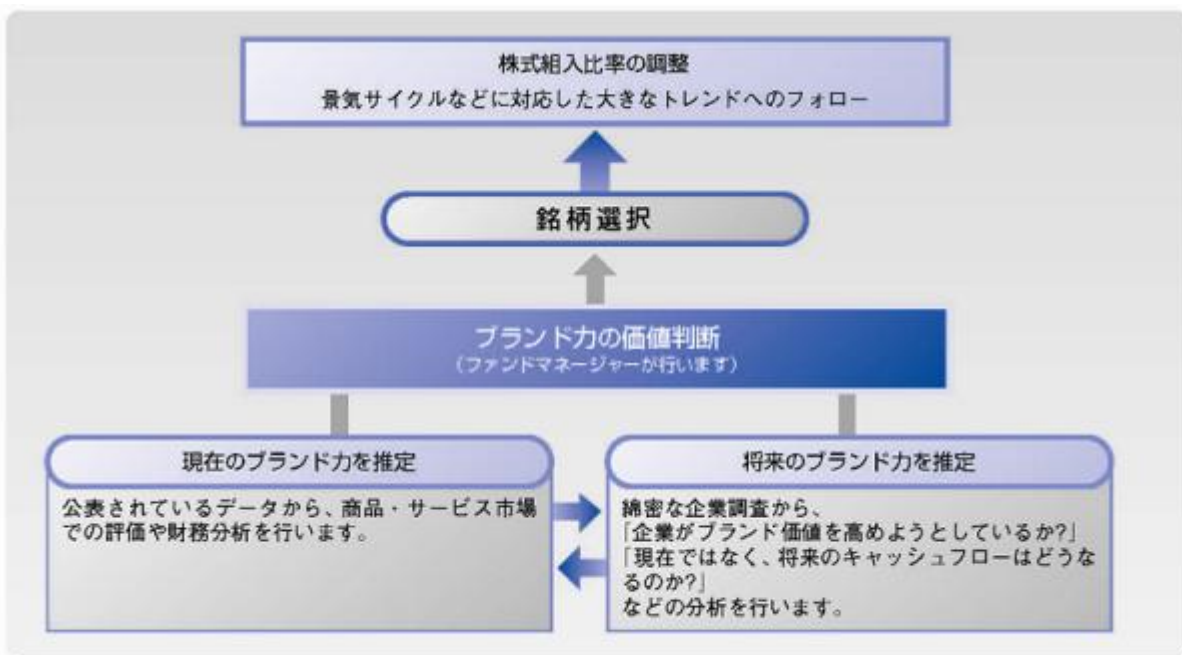 株式組入比率の調整
景気サイクルなどに対応した大きなトレンドへのフォロー
銘柄選択
ブランド力の価値判断
(ファンドマネージャーが行います)
現在のブランド力を推定
公表されているデータから、商品・サービス市場
での評価や財務分析を行います。
将来のブランド力を推定
綿密な企業調査から、
「企業がブランド価値を高めようとしているか?」
「現在ではなく、将来のキャッシュフローはどうな
るのか?」
などの分析を行います。